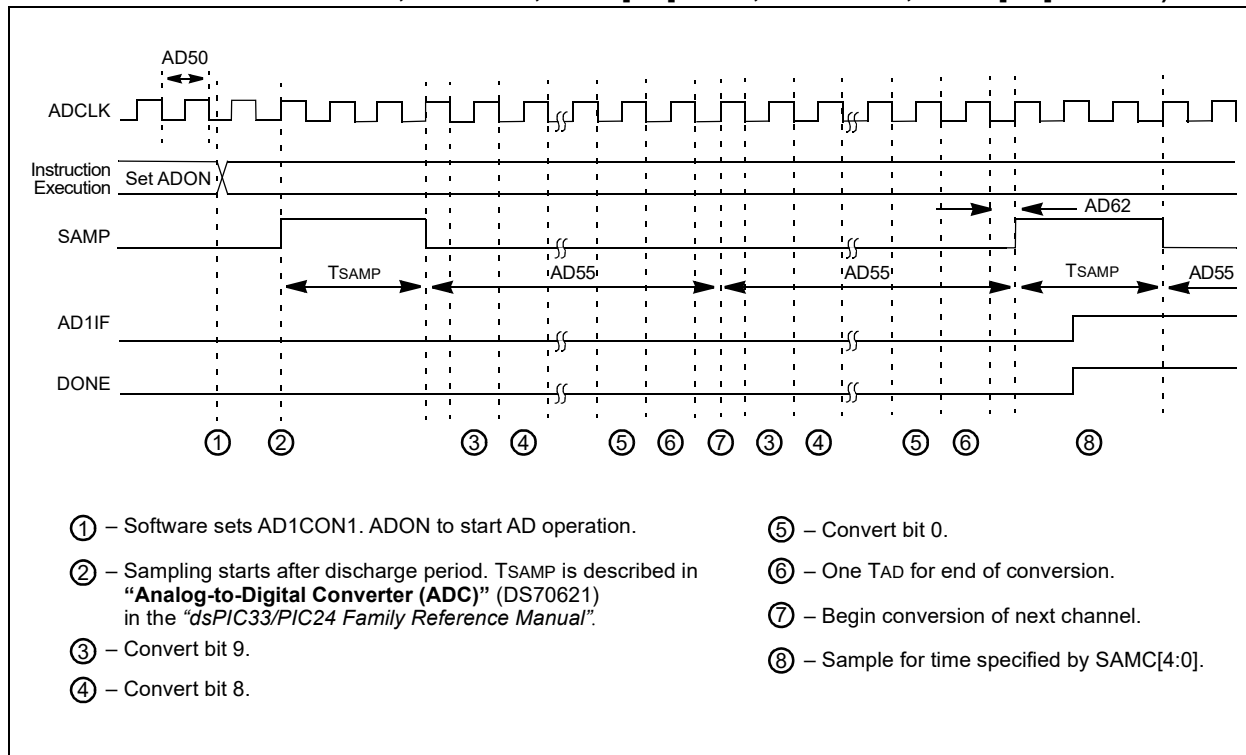 AD50
ADCLK
Instruction
Execution
Set ADON
AD62
SAMP
TSAMP
AD55
AD55
TSAMP
AD55
AD1IF
DONE
1 2 3 4 5 6 7 3 4 5 6 8
1 – Software sets AD1CON1. ADON to start AD operation.
2 – Sampling starts after discharge period. TSAMP is described in
“Analog-to-Digital Converter (ADC)” (DS70621)
in the “dsPIC33/PIC24 Family Reference Manual”.
3 – Convert bit 9.
4 – Convert bit 8.
5 – Convert bit 0.
6 – One TAD for end of conversion.
7 – Begin conversion of next channel.
8 – Sample for time specified by SAMC[4:0].